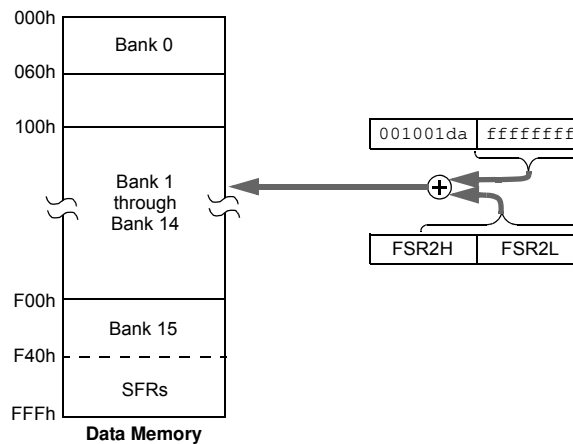 000h
Bank 0
060h
100h
001001da ffffffff
Bank 1
through
Bank 14
FSR2H FSR2L
F00h
Bank 15
F40h
SFRs
FFFh
Data Memory